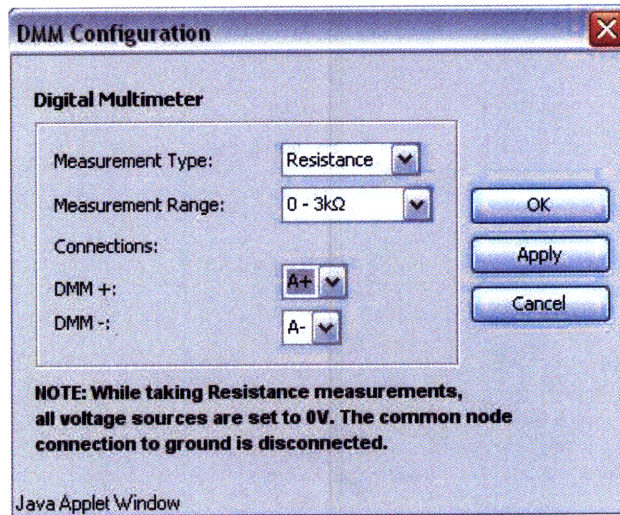 DMM Configuration
Digital Multimeter
Measurement Type: Resistance
Measurement Range: 0 - 3kΩ
Connections:
DMM +: A+
DMM -: A-
OK
Apply
Cancel
NOTE: While taking Resistance measurements,
all voltage sources are set to 0V. The common node
connection to ground is disconnected.
Java Applet Window